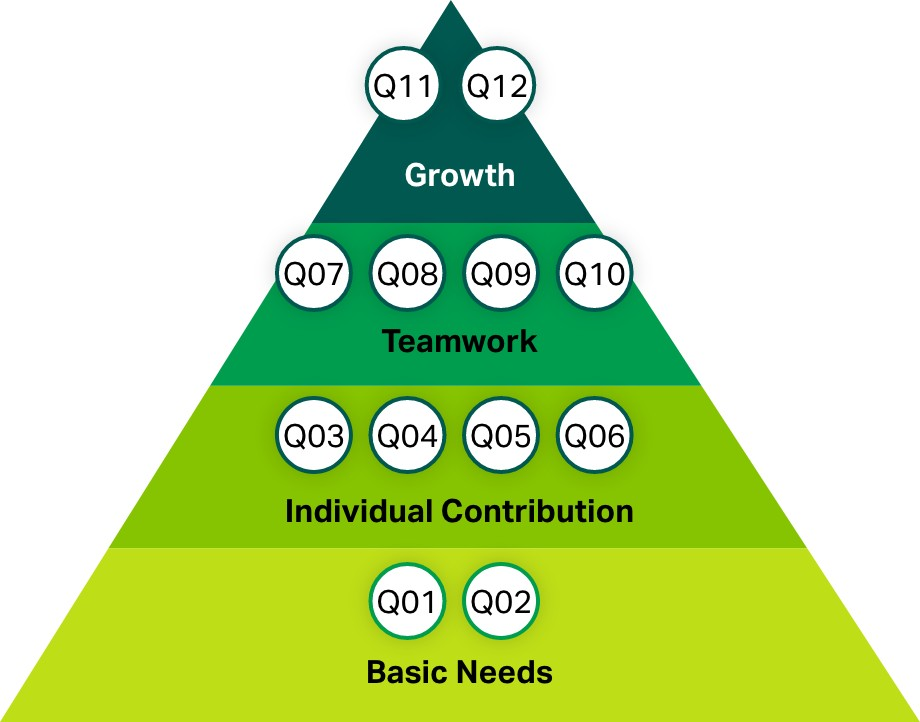 Q11 Q12
Growth
Q07 Q08 Q09 Q10
Teamwork
Q03 Q04 Q05 Q06
Individual Contribution
Q01 Q02
Basic Needs